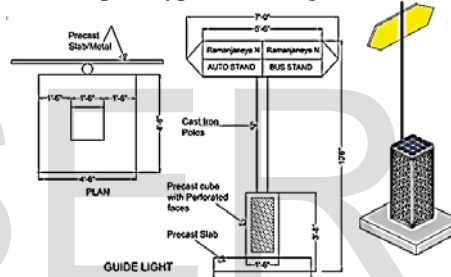 Precast
Slab/Metal
1'-6"
1'-6"
1'-6"
4'-6"
4'-6"
PLAN
7'-0"
5'-6"
Ramanjaneya N
Ramanjaneya N
AUTO STAND
BUS STAND
Cast Iron
Poles
Precast cube
with Perforated
faces
3'-6"
Precast Slab
1'-6"
GUIDE LIGHT
SER